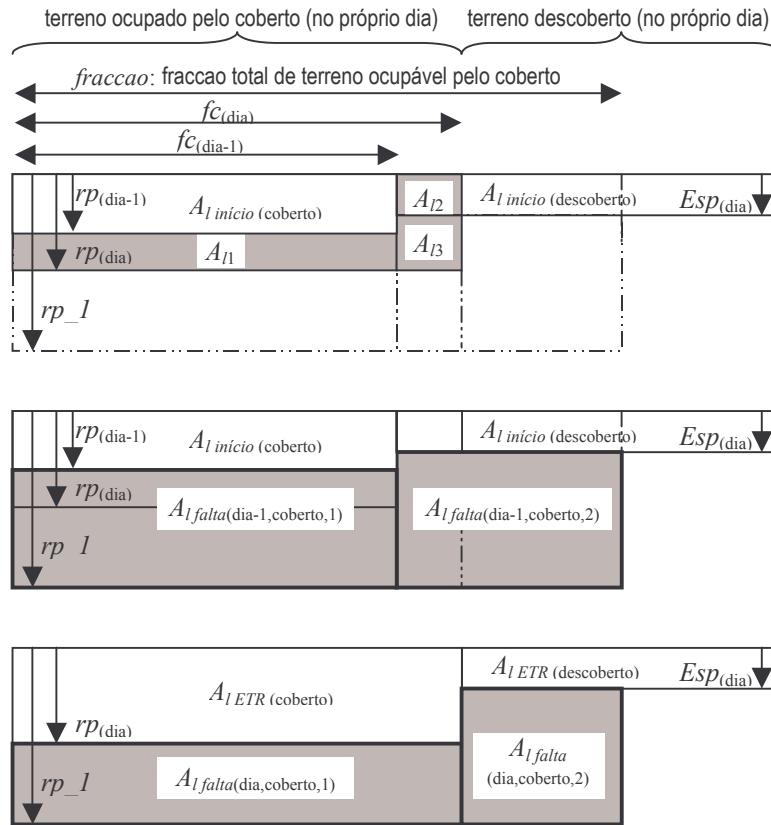 terreno ocupado pelo coberto (no próprio dia) terreno descoberto (no próprio dia)
fraccao: fraccao total de terreno ocupável pelo coberto
fc(dia)
fc(dia-1)
rp(dia-1) Al início (coberto) Al2 Al início (descoberto) Esp(dia)
rp(dia) Al1 Al3
rp_1
rp(dia-1) Al início (coberto) Al início (descoberto) Esp(dia)
rp(dia) Al falta(dia-1,coberto,1) Al falta(dia-1,coberto,2)
rp_1
Al ETR (coberto) Al ETR (descoberto) Esp(dia)
rp(dia)
rp_1 Al falta(dia,coberto,1) Al falta
(dia,coberto,2)